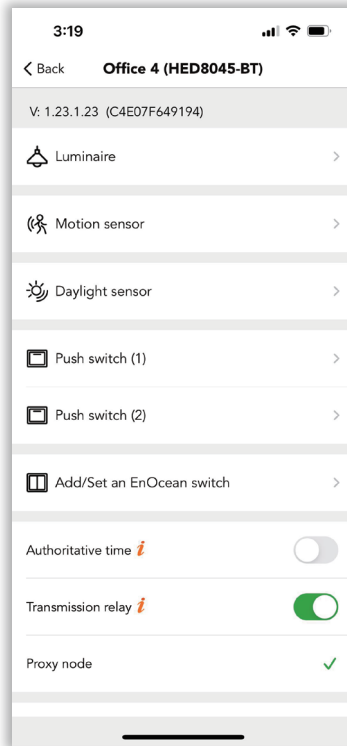 3:19
Back Office 4 (HED8045-BT)
V: 1.23.1.23 (C4E07F649194)
Luminaire
Motion sensor
Daylight sensor
Push switch (1)
Push switch (2)
Add/Set an EnOcean switch
Authoritative time i
Transmission relay i
Proxy node